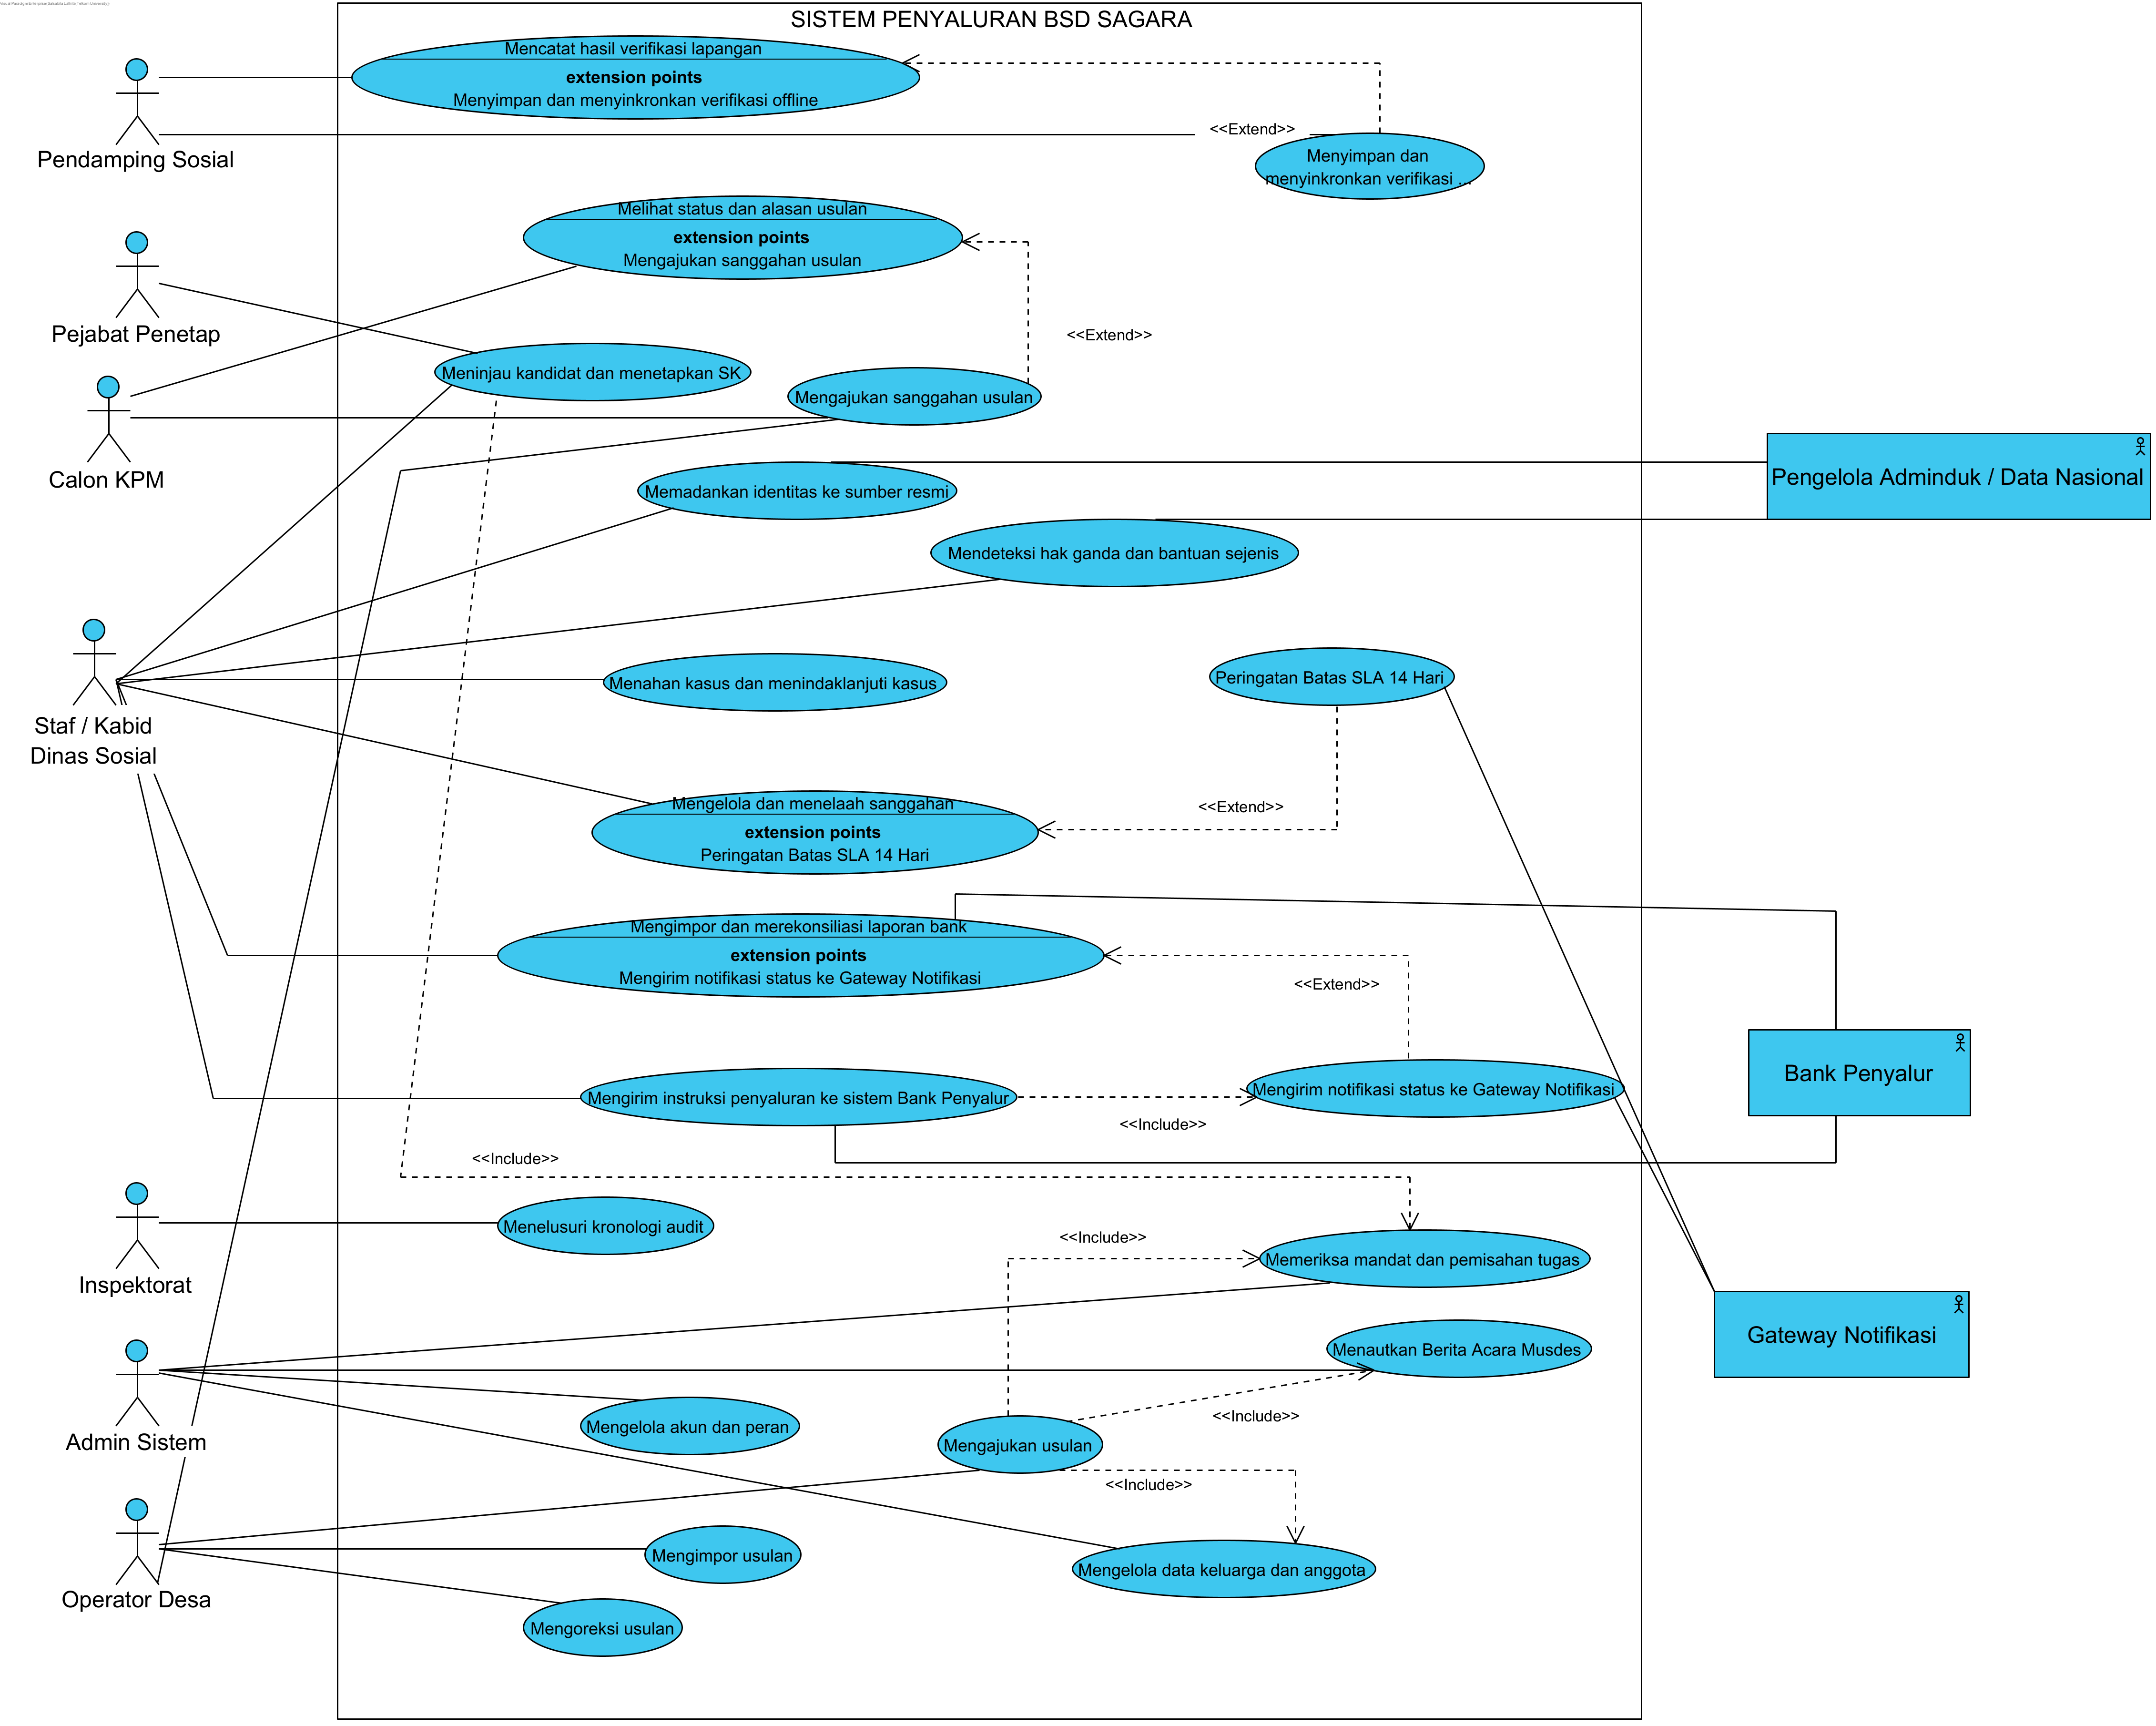 SISTEM PENYALURAN BSD SAGARA
Mencatat hasil verifikasi lapangan
extension points
Menyimpan dan menyinkronkan verifikasi offline
Pendamping Sosial
<<Extend>>
Menyimpan dan
menyinkronkan verifikasi ...
Melihat status dan alasan usulan
extension points
Mengajukan sanggahan usulan
Pejabat Penetap
<<Extend>>
Meninjau kandidat dan menetapkan SK
Mengajukan sanggahan usulan
Calon KPM
Memadankan identitas ke sumber resmi
Pengelola Adminduk / Data Nasional
Mendeteksi hak ganda dan bantuan sejenis
Menahan kasus dan menindaklanjuti kasus
Peringatan Batas SLA 14 Hari
Staf / Kabid
Dinas Sosial
Mengelola dan menelaah sanggahan
extension points
Peringatan Batas SLA 14 Hari
<<Extend>>
Mengimpor dan merekonsiliasi laporan bank
extension points
Mengirim notifikasi status ke Gateway Notifikasi
<<Extend>>
Bank Penyalur
Mengirim instruksi penyaluran ke sistem Bank Penyalur
Mengirim notifikasi status ke Gateway Notifikasi
<<Include>>
<<Include>>
Menelusuri kronologi audit
Inspektorat
<<Include>>
Memeriksa mandat dan pemisahan tugas
Gateway Notifikasi
Menautkan Berita Acara Musdes
<<Include>>
Mengelola akun dan peran
Admin Sistem
Mengajukan usulan
<<Include>>
Mengimpor usulan
Mengelola data keluarga dan anggota
Operator Desa
Mengoreksi usulan